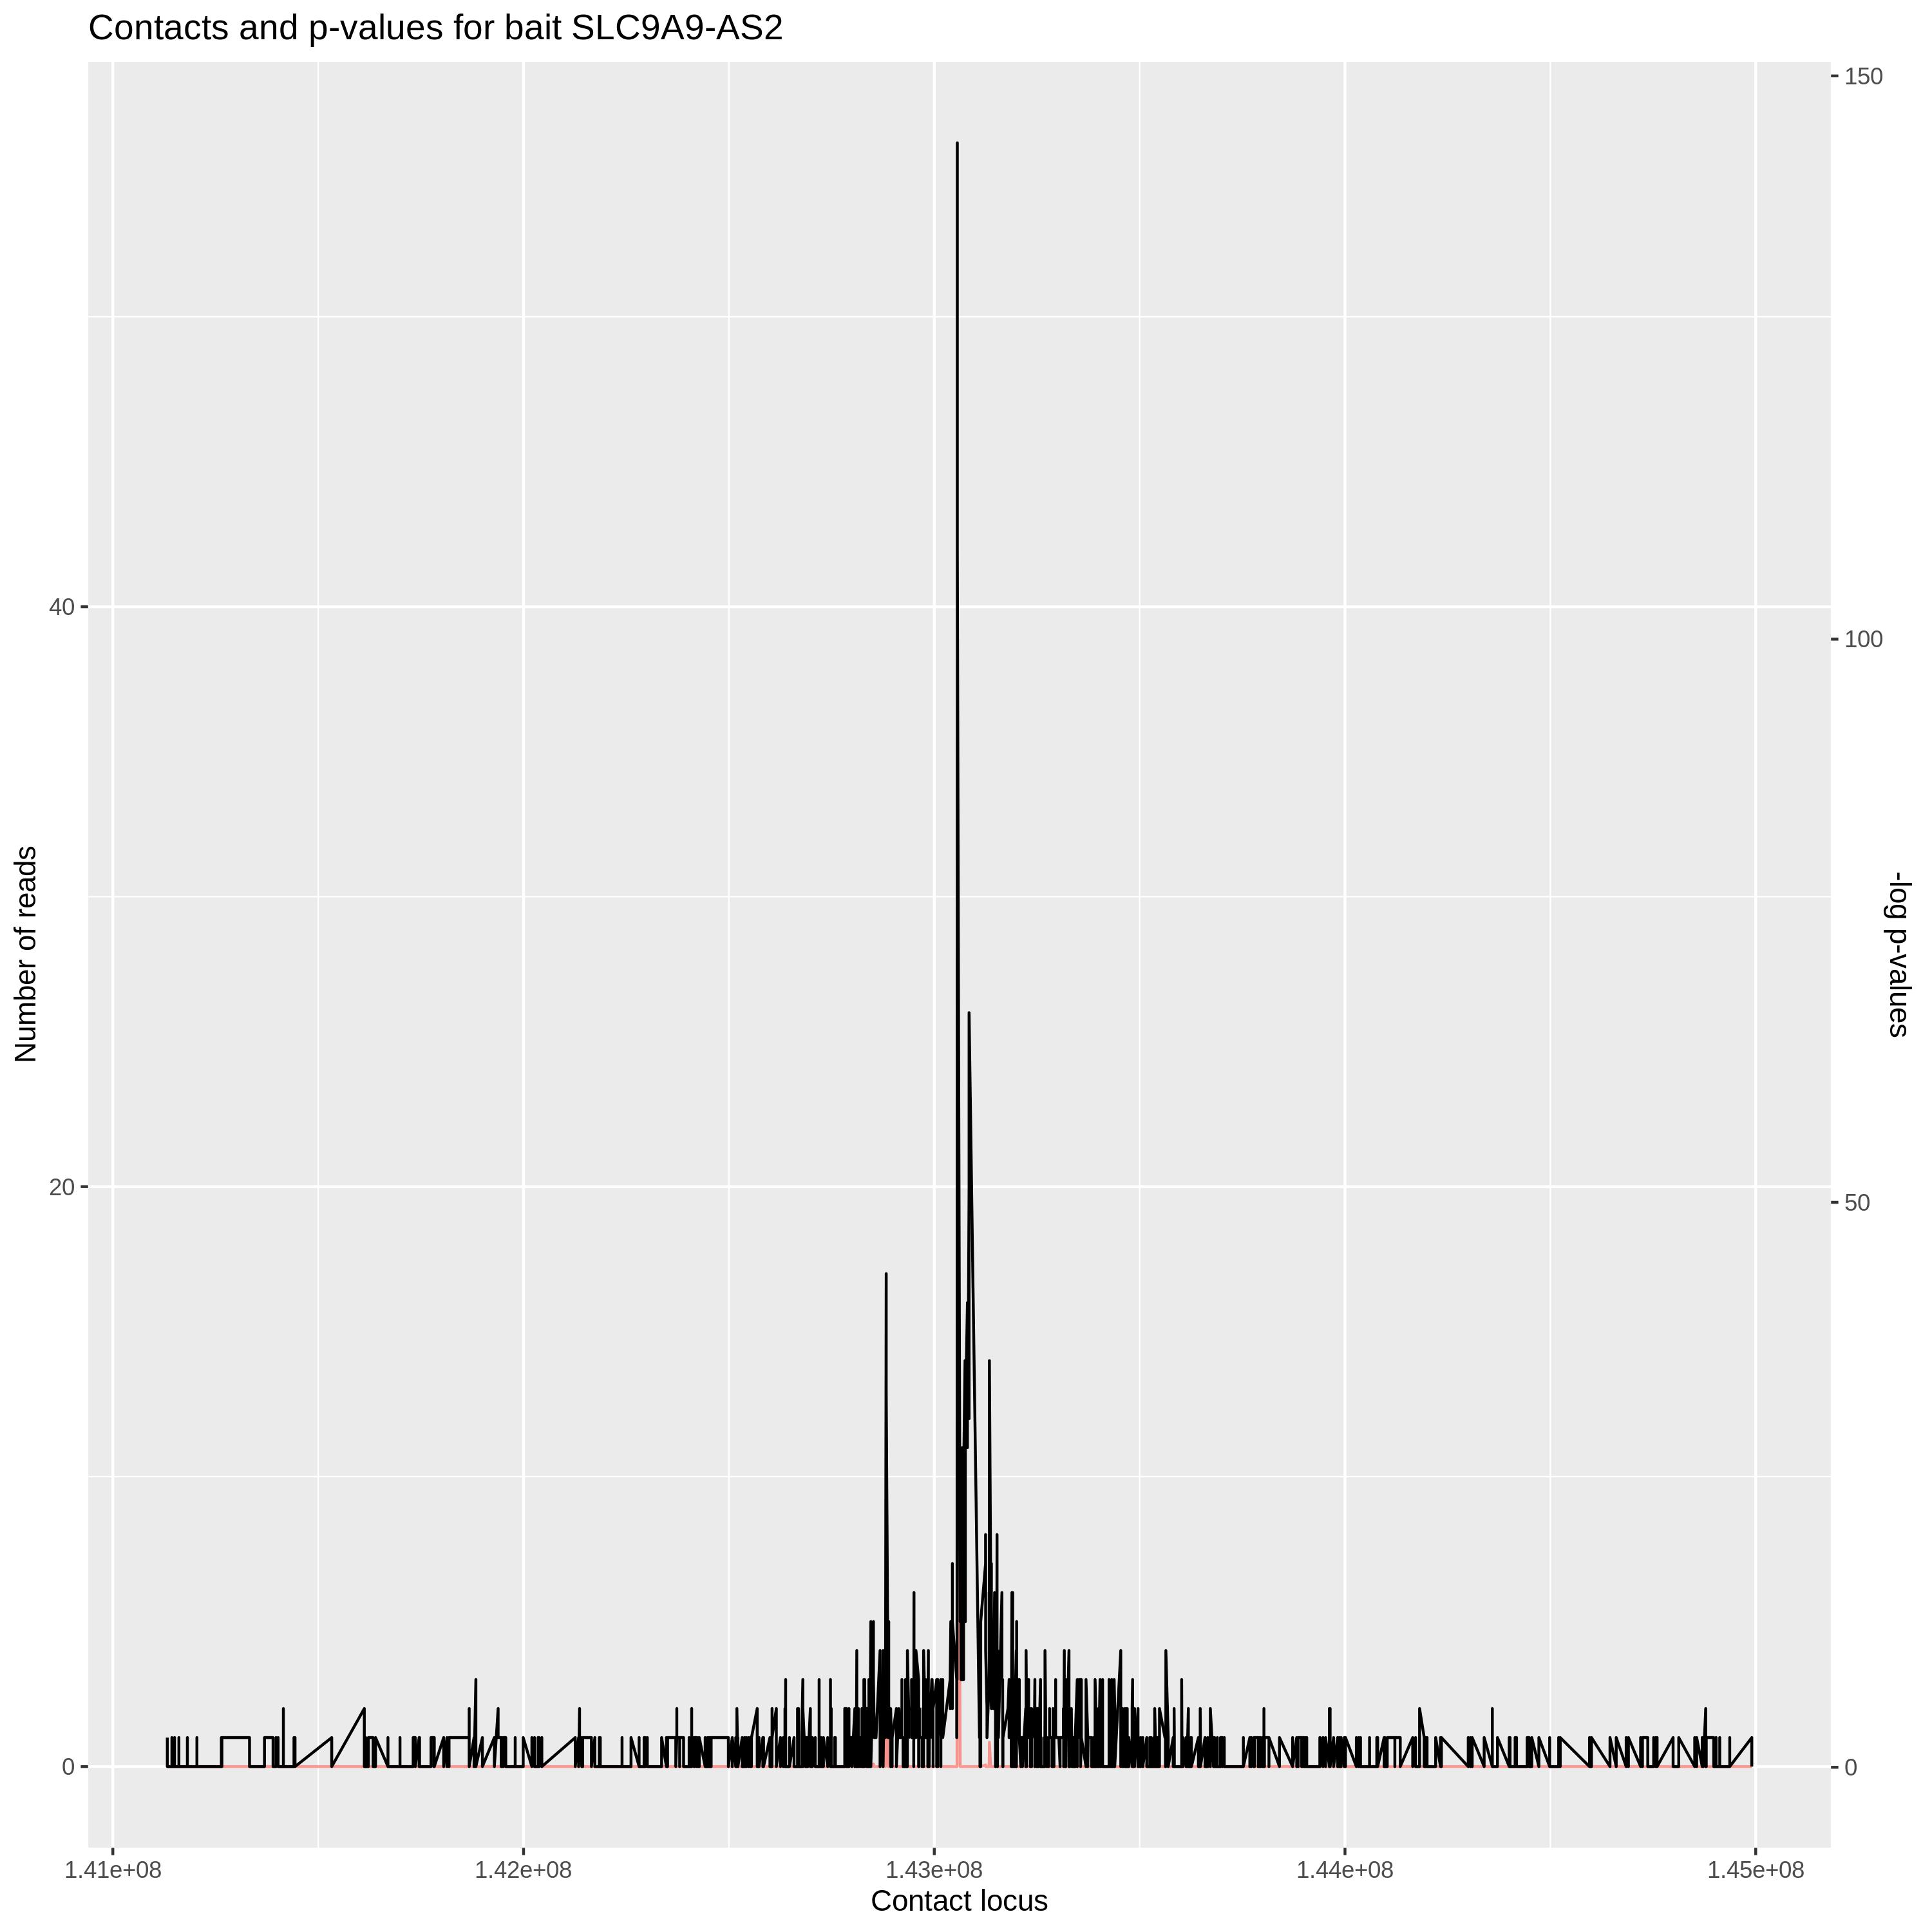 Contacts and p-values for bait SLC9A9-AS2
150
40
100
Number of reads
-log p-values
20
50
0
0
1.41e+08
1.42e+08
1.43e+08
1.44e+08
1.45e+08
Contact locus